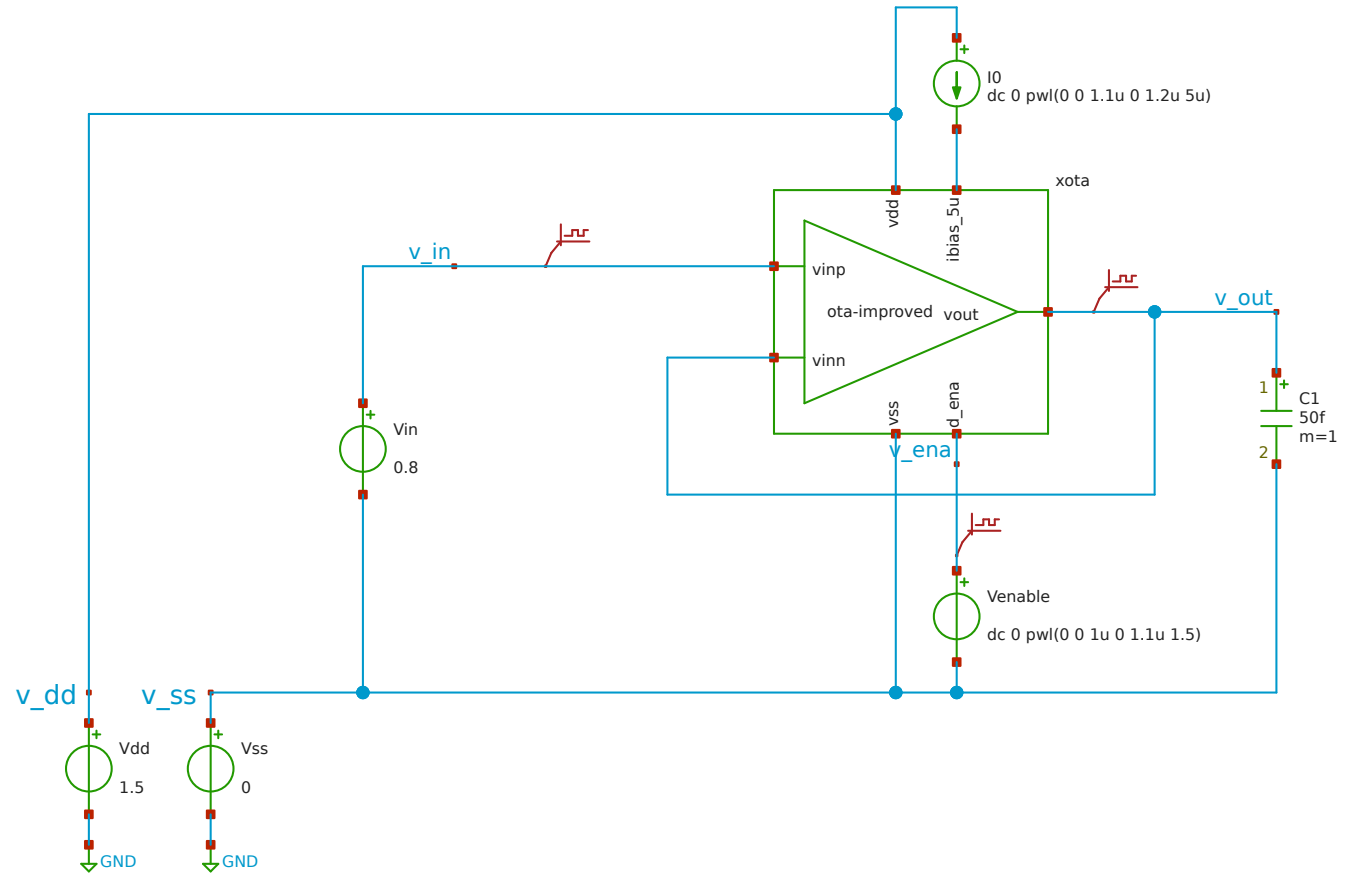 +
I0
dc 0 pwl(0 0 1.1u 0 1.2u 5u)
xota
vdd
ibias_5u
v_in
vinp
ota-improved
vout
v_out
vinn
1
+
C1
50f
m=1
2
vss
d_ena
v_ena
+
Vin
0.8
+
Venable
dc 0 pwl(0 0 1u 0 1.1u 1.5)
v_dd
v_ss
+
Vdd
1.5
+
Vss
0
GND
GND